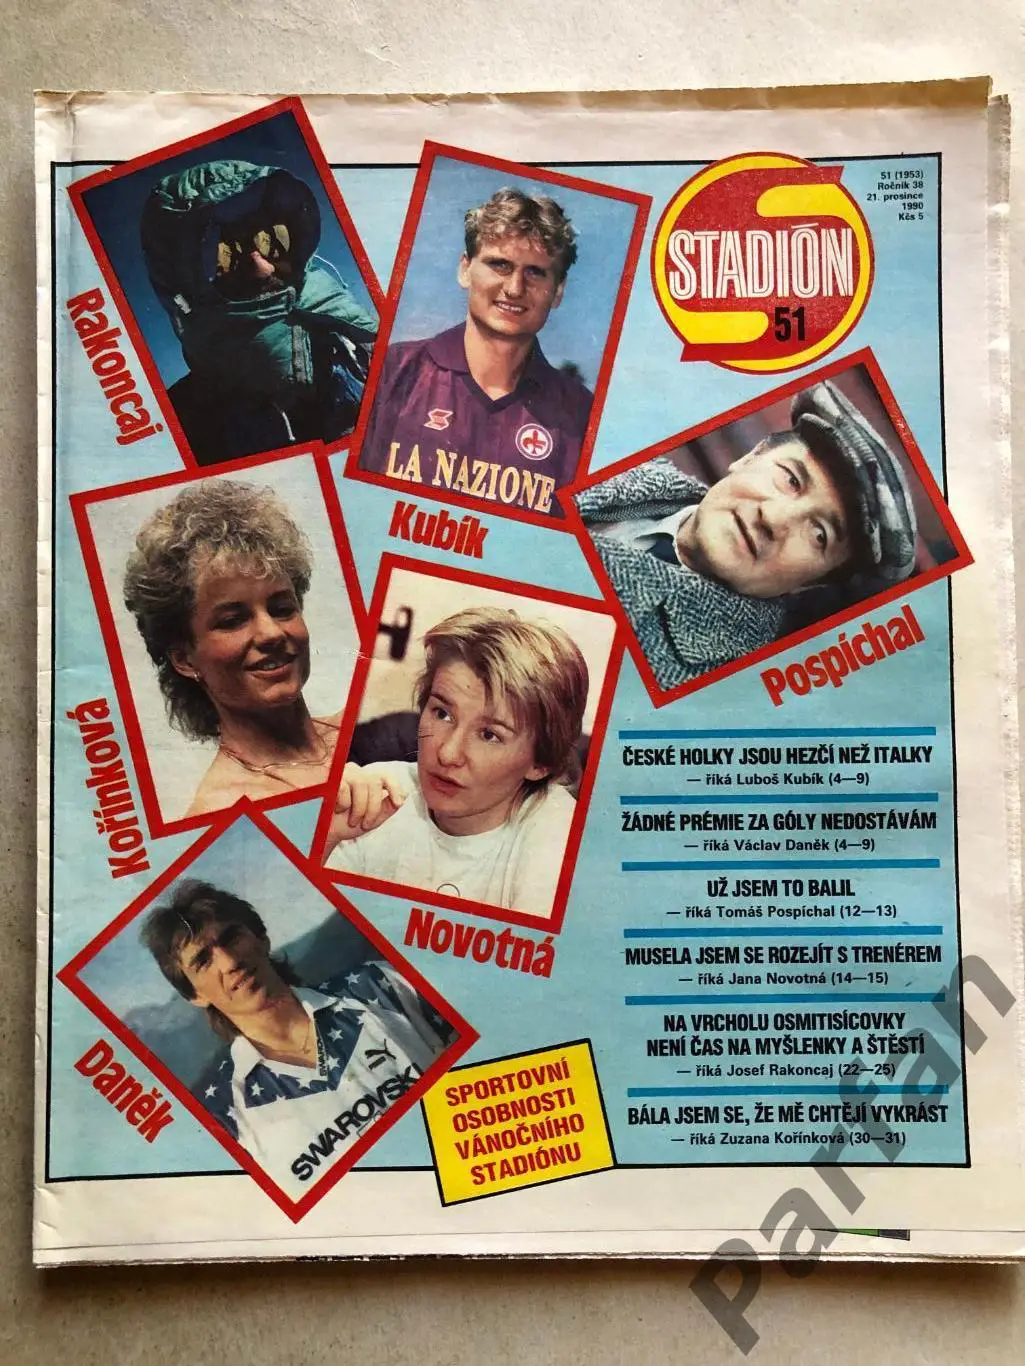 51 (1953)
Ročník 38
21. prosince
1990
Kčs 5
STADIÓN
51
Rakoncaj
LA NAZIONE
Kubík
Pospíchal
Kořínková
Novotná
SWAROVSKI
SWAROVSKI
Daněk
ČESKÉ HOLKY JSOU HEZČÍ NEŽ ITALKY
— říká Luboš Kubík (4—9)
ŽÁDNÉ PRÉMIE ZA GÓLY NEDOSTÁVÁM
— říká Václav Daněk (4—9)
UŽ JSEM TO BALIL
— říká Tomáš Pospíchal (12—13)
MUSELA JSEM SE ROZEJÍT S TRENÉREM
— říká Jana Novotná (14—15)
NA VRCHOLU OSMITISÍCOVKY
NENÍ ČAS NA MYŠLENKY A ŠTĚSTÍ
— říká Josef Rakoncaj (22—25)
BÁLA JSEM SE, ŽE MĚ CHTĚJÍ VYKRÁST
— říká Zuzana Kořínková (30—31)
SPORTOVNÍ
OSOBNOSTI
VÁNOČNÍHO
STADIÓNU
Parfan